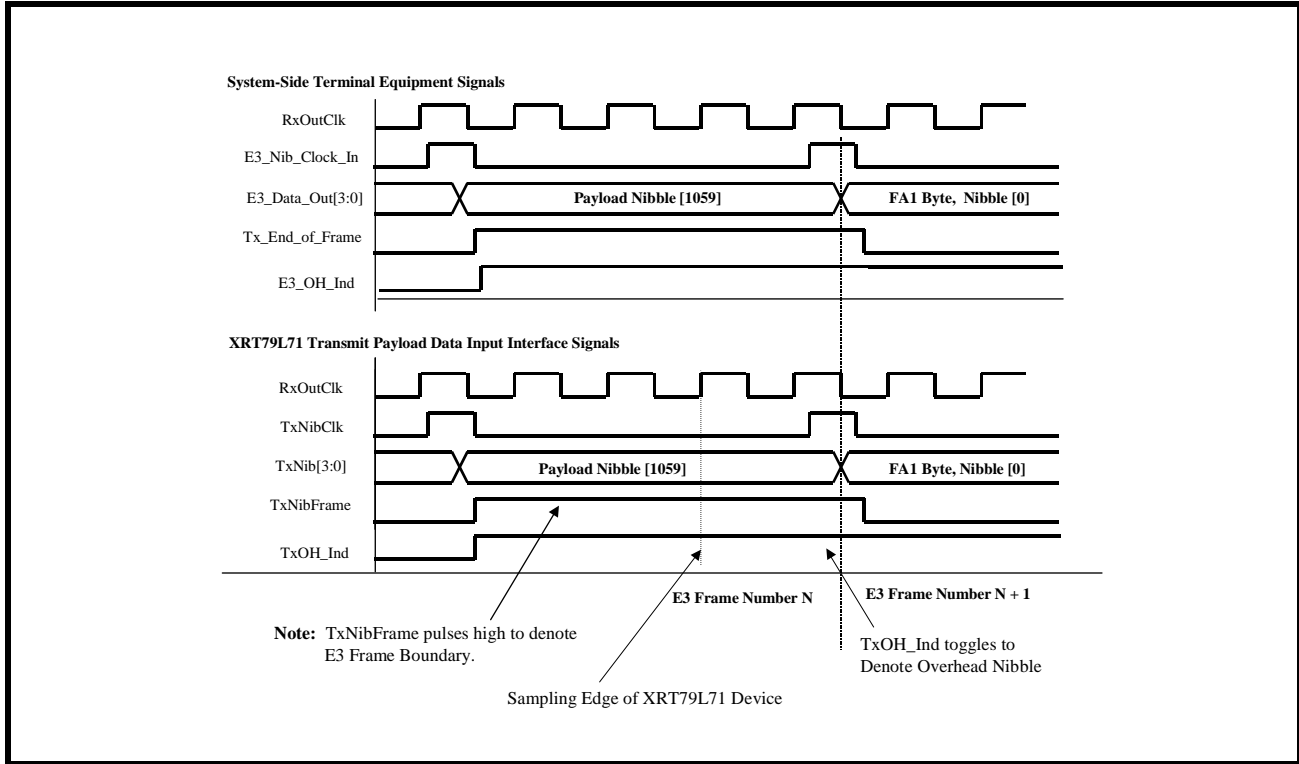 System-Side Terminal Equipment Signals
RxOutClk
E3_Nib_Clock_In
E3_Data_Out[3:0]
Payload Nibble [1059]
FA1 Byte, Nibble [0]
Tx_End_of_Frame
E3_OH_Ind
XRT79L71 Transmit Payload Data Input Interface Signals
RxOutClk
TxNibClk
TxNib[3:0]
Payload Nibble [1059]
FA1 Byte, Nibble [0]
TxNibFrame
TxOH_Ind
E3 Frame Number N
E3 Frame Number N + 1
Note: TxNibFrame pulses high to denote
E3 Frame Boundary.
TxOH_Ind toggles to
Denote Overhead Nibble
Sampling Edge of XRT79L71 Device